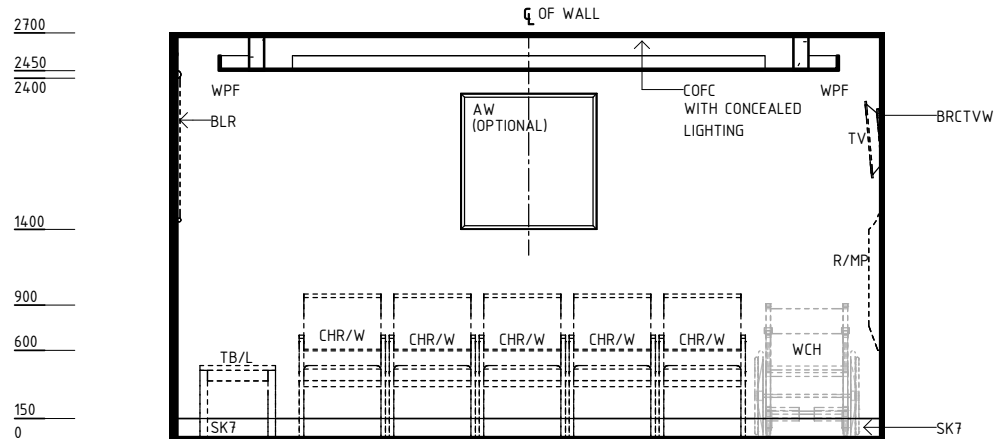 ℄ OF WALL
2700
2450
2400
WPF
COFC
WITH CONCEALED
LIGHTING
WPF
AW
(OPTIONAL)
BLR
BRCTVW
TV
1400
R/MP
900
CHR/W
CHR/W
CHR/W
CHR/W
CHR/W
WCH
600
TB/L
150
SK7
SK7
0